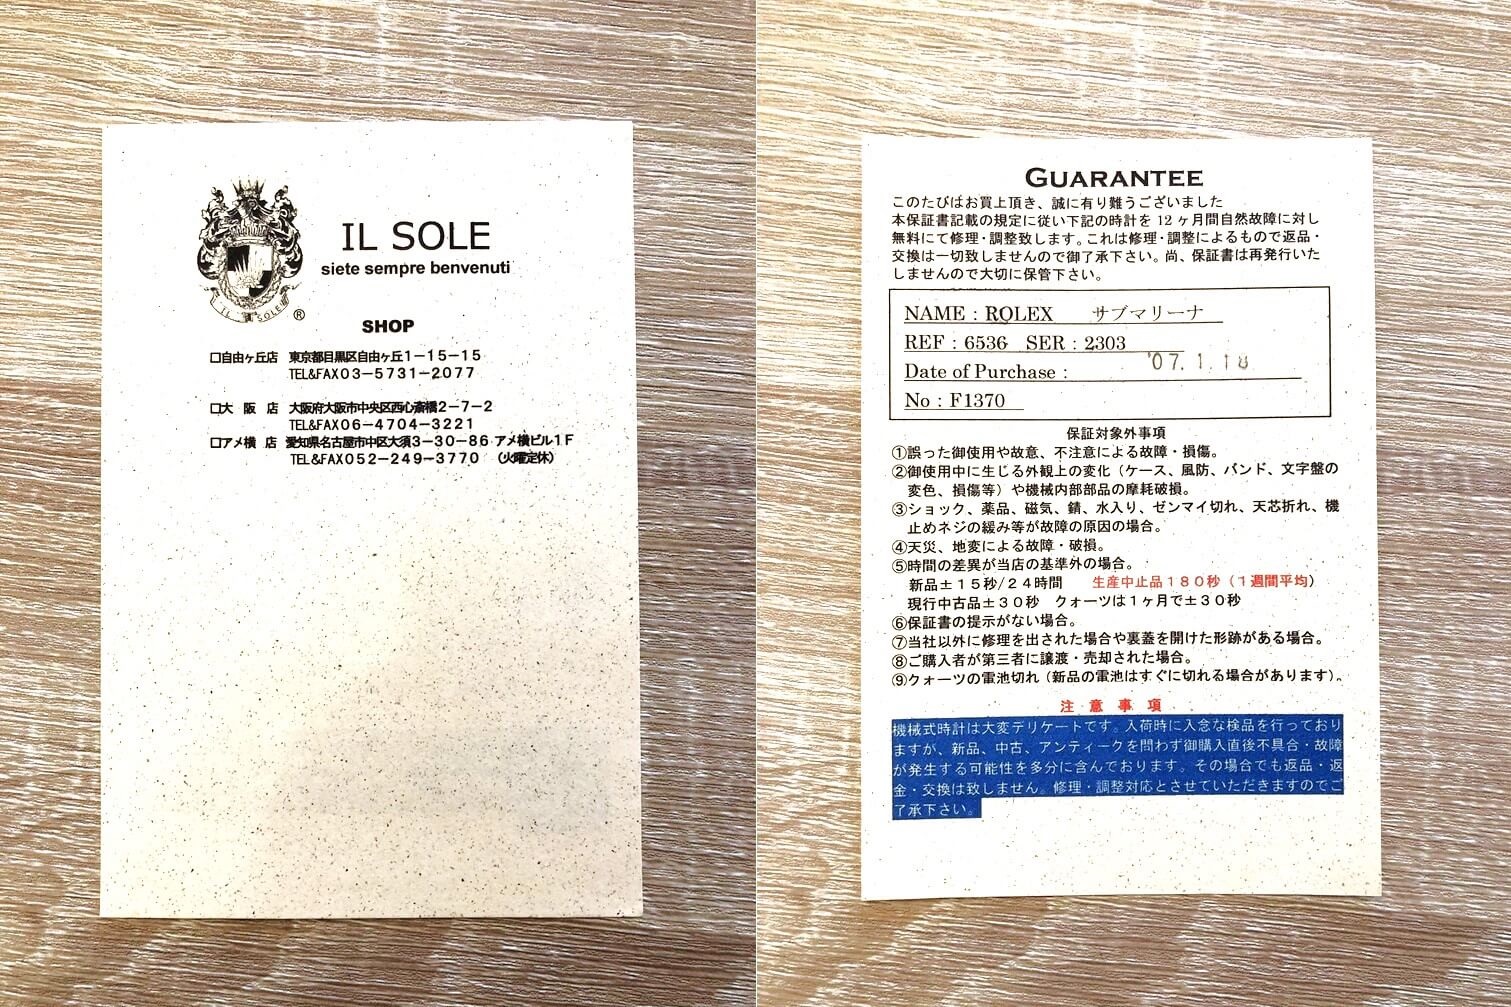 IL SOLE
siete sempre benvenuti
IL SOLE ®
SHOP
□自由ヶ丘店 東京都目黒区自由ヶ丘1-15-15
TEL&FAX03-5731-2077
□大 阪 店 大阪府大阪市中央区西心斎橋2-7-2
TEL&FAX06-4704-3221
□アメ横 店 愛知県名古屋市中区大須3-30-86 アメ横ビル1F
TEL&FAX052-249-3770 (火曜定休)
GUARANTEE
このたびはお買上頂き、誠に有り難うございました
本保証書記載の規定に従い下記の時計を12ヶ月間自然故障に対し
無料にて修理・調整致します。これは修理・調整によるもので返品・
交換は一切致しませんので御了承下さい。尚、保証書は再発行いた
しませんので大切に保管下さい。
NAME : ROLEX サブマリーナ
REF : 6536 SER : 2303
Date of Purchase : '07. 1. 18
No : F1370
保証対象外事項
①誤った御使用や故意、不注意による故障・損傷。
②御使用中に生じる外観上の変化(ケース、風防、バンド、文字盤の
変色、損傷等)や機械内部部品の摩耗破損。
③ショック、薬品、磁気、錆、水入り、ゼンマイ切れ、天芯折れ、機
止めネジの緩み等が故障の原因の場合。
④天災、地変による故障・破損。
⑤時間の差異が当店の基準外の場合。
新品±15秒/24時間 生産中止品180秒(1週間平均)
現行中古品±30秒 クォーツは1ヶ月で±30秒
⑥保証書の提示がない場合。
⑦当社以外に修理を出された場合や裏蓋を開けた形跡がある場合。
⑧ご購入者が第三者に譲渡・売却された場合。
⑨クォーツの電池切れ(新品の電池はすぐに切れる場合があります)。
注 意 事 項
機械式時計は大変デリケートです。入荷時に入念な検品を行っており
ますが、新品、中古、アンティークを問わず御購入直後不具合・故障
が発生する可能性を多分に含んでおります。その場合でも返品・返
金・交換は致しません。修理・調整対応とさせていただきますのでご
了承下さい。